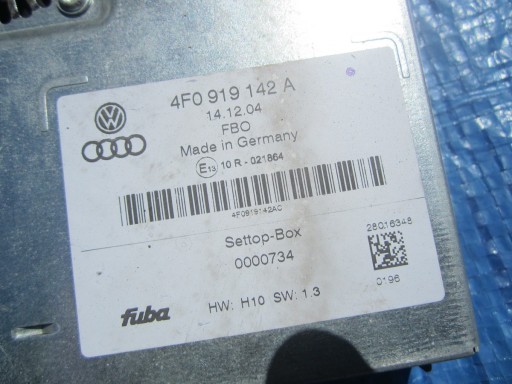 4F0 919 142 A
14.12.04
FBO
Made in Germany
E13 10 R - 021864
4F0919142AC
Settop-Box
0000734
28016348
0196
fuba
HW: H10 SW: 1.3